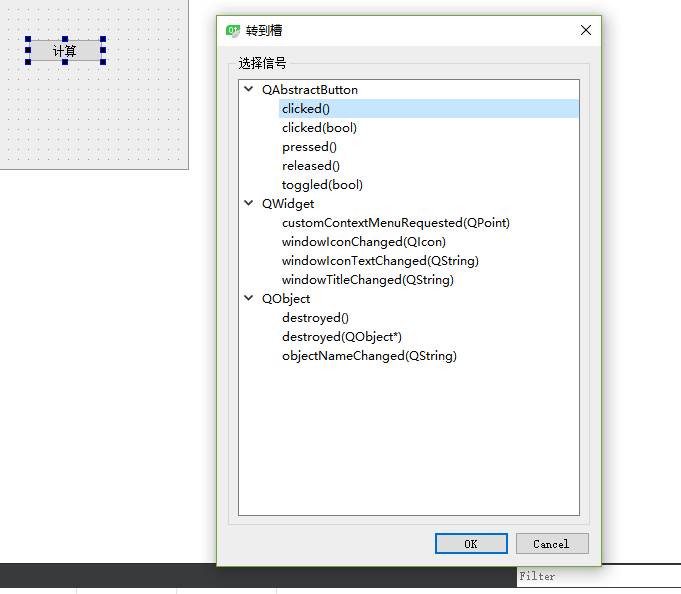 计算
转到槽
选择信号
QAbstractButton
clicked()
clicked(bool)
pressed()
released()
toggled(bool)
QWidget
customContextMenuRequested(QPoint)
windowIconChanged(QIcon)
windowIconTextChanged(QString)
windowTitleChanged(QString)
QObject
destroyed()
destroyed(QObject*)
objectNameChanged(QString)
OK
Cancel
Filter